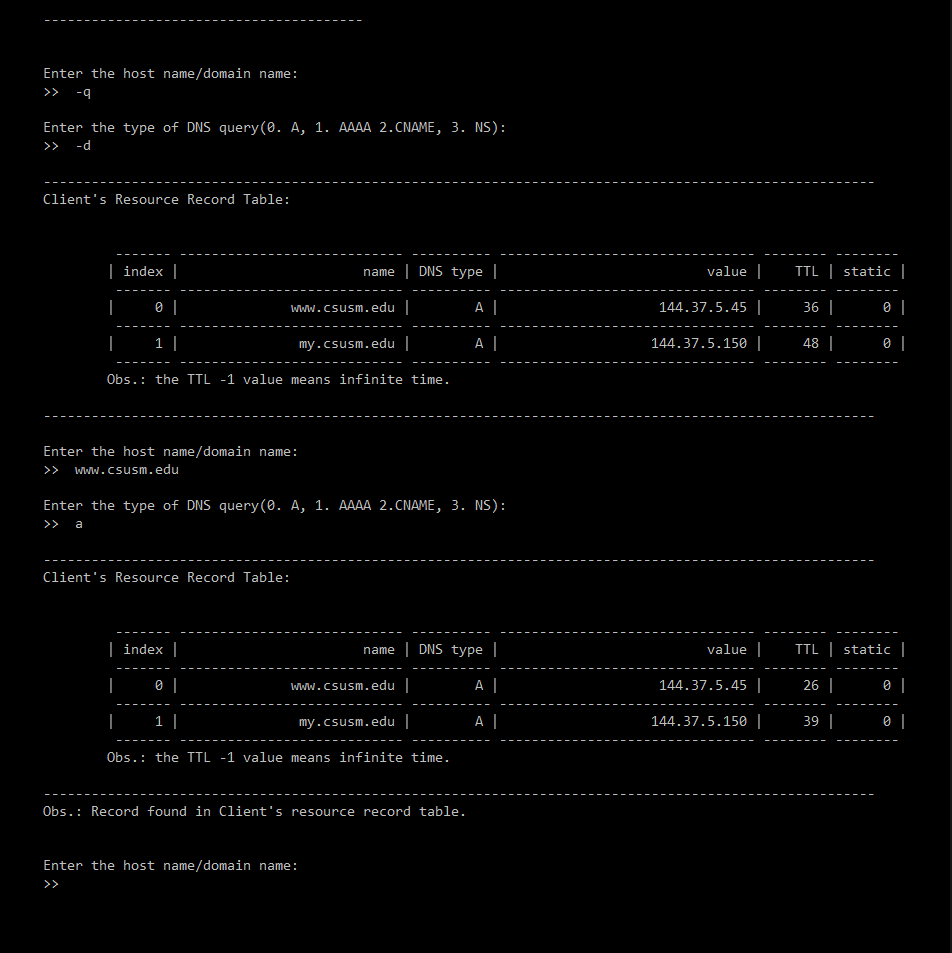 ----------------------------------------
Enter the host name/domain name:
>>  -q
Enter the type of DNS query(0. A, 1. AAAA 2.CNAME, 3. NS):
>>  -d
--------------------------------------------------------------------------------------------------------
Client's Resource Record Table:
------- ---------------------------- ---------- -------------------------------- -------- --------
| index |                       name | DNS type |                          value |    TTL | static |
------- ---------------------------- ---------- -------------------------------- -------- --------
|     0 |              www.csusm.edu |        A |                    144.37.5.45 |     36 |      0 |
------- ---------------------------- ---------- -------------------------------- -------- --------
|     1 |               my.csusm.edu |        A |                   144.37.5.150 |     48 |      0 |
------- ---------------------------- ---------- -------------------------------- -------- --------
Obs.: the TTL -1 value means infinite time.
--------------------------------------------------------------------------------------------------------
Enter the host name/domain name:
>>  www.csusm.edu
Enter the type of DNS query(0. A, 1. AAAA 2.CNAME, 3. NS):
>>  a
--------------------------------------------------------------------------------------------------------
Client's Resource Record Table:
------- ---------------------------- ---------- -------------------------------- -------- --------
| index |                       name | DNS type |                          value |    TTL | static |
------- ---------------------------- ---------- -------------------------------- -------- --------
|     0 |              www.csusm.edu |        A |                    144.37.5.45 |     26 |      0 |
------- ---------------------------- ---------- -------------------------------- -------- --------
|     1 |               my.csusm.edu |        A |                   144.37.5.150 |     39 |      0 |
------- ---------------------------- ---------- -------------------------------- -------- --------
Obs.: the TTL -1 value means infinite time.
--------------------------------------------------------------------------------------------------------
Obs.: Record found in Client's resource record table.
Enter the host name/domain name:
>>